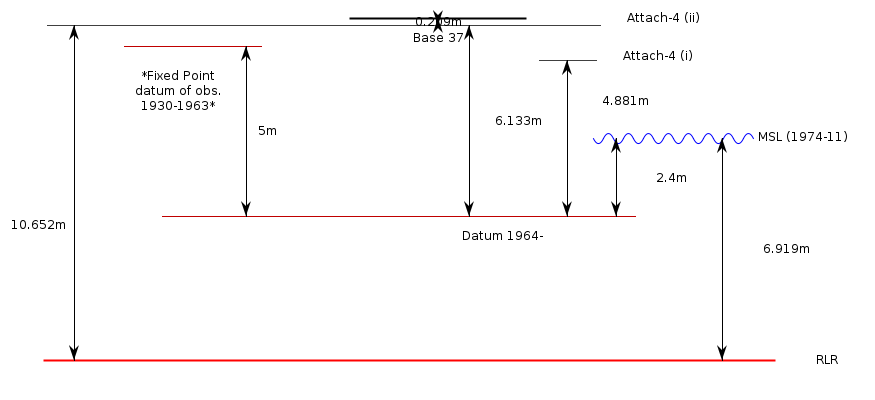 Attach-4 (ii)
0.209m
Base 37
Attach-4 (i)
*Fixed Point
datum of obs.
1930-1963*
4.881m
6.133m
5m
MSL (1974-11)
2.4m
10.652m
Datum 1964-
6.919m
RLR